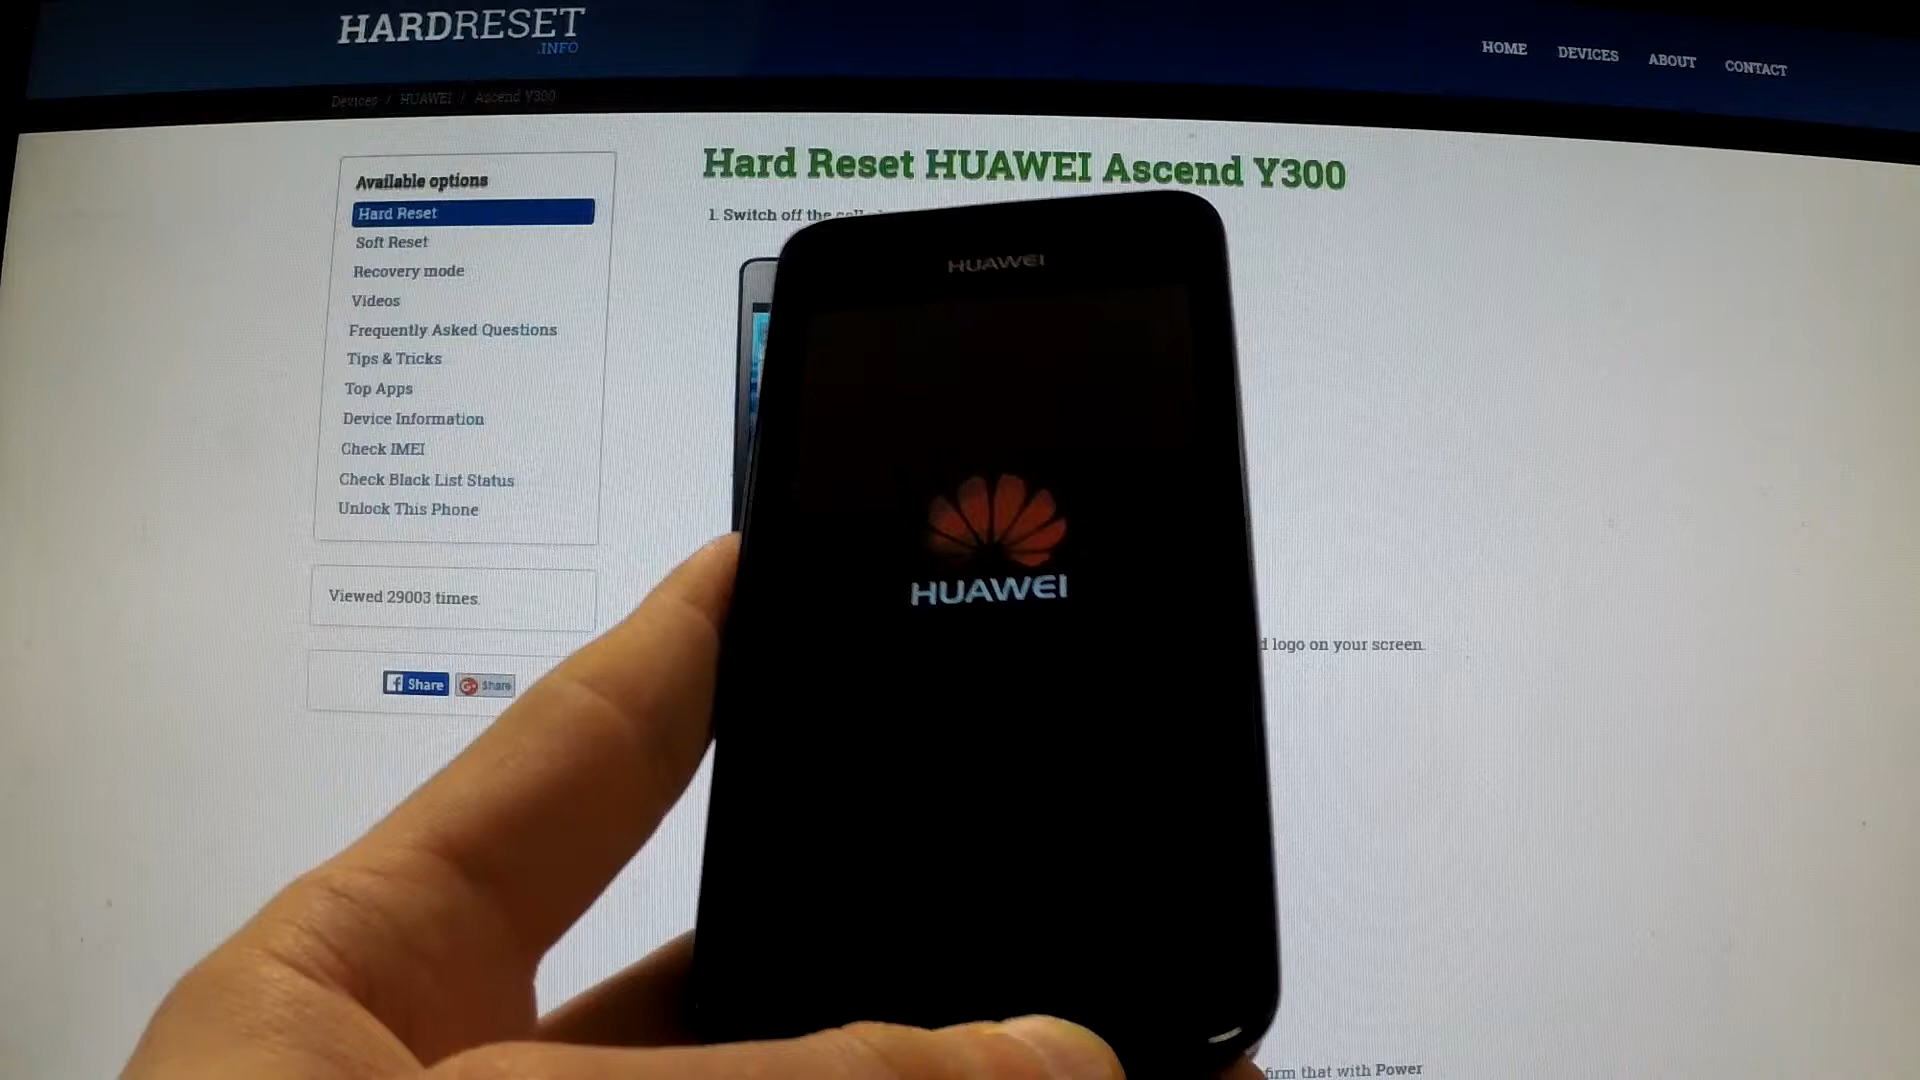 HARDRESET
.INFO
HOME DEVICES ABOUT CONTACT
Devices / HUAWEI / Ascend Y300
Available options
Hard Reset
Soft Reset
Recovery mode
Videos
Frequently Asked Questions
Tips & Tricks
Top Apps
Device Information
Check IMEI
Check Black List Status
Unlock This Phone
Viewed 29003 times.
Share
Share
Hard Reset HUAWEI Ascend Y300
1. Switch off the
HUAWEI
HUAWEI
logo on your screen.
that with Power